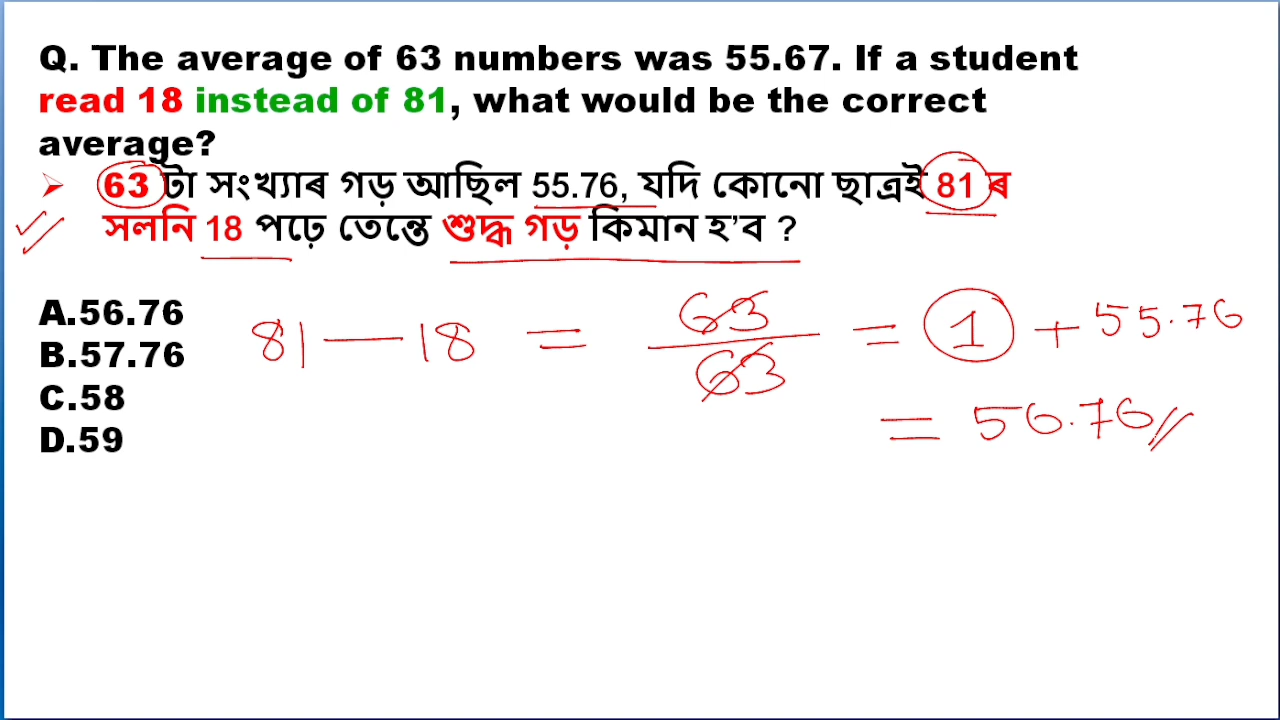 Q. The average of 63 numbers was 55.67. If a student
read 18 instead of 81, what would be the correct
average?
63 টা সংখ্যাৰ গড় আছিল 55.76, যদি কোনো ছাত্ৰই 81 ৰ
সলনি 18 পঢ়ে তেন্তে শুদ্ধ গড় কিমান হ’ব ?
A.56.76
B.57.76
C.58
D.59
81 — 18 = 63/63 = 1 + 55.76
= 56.76